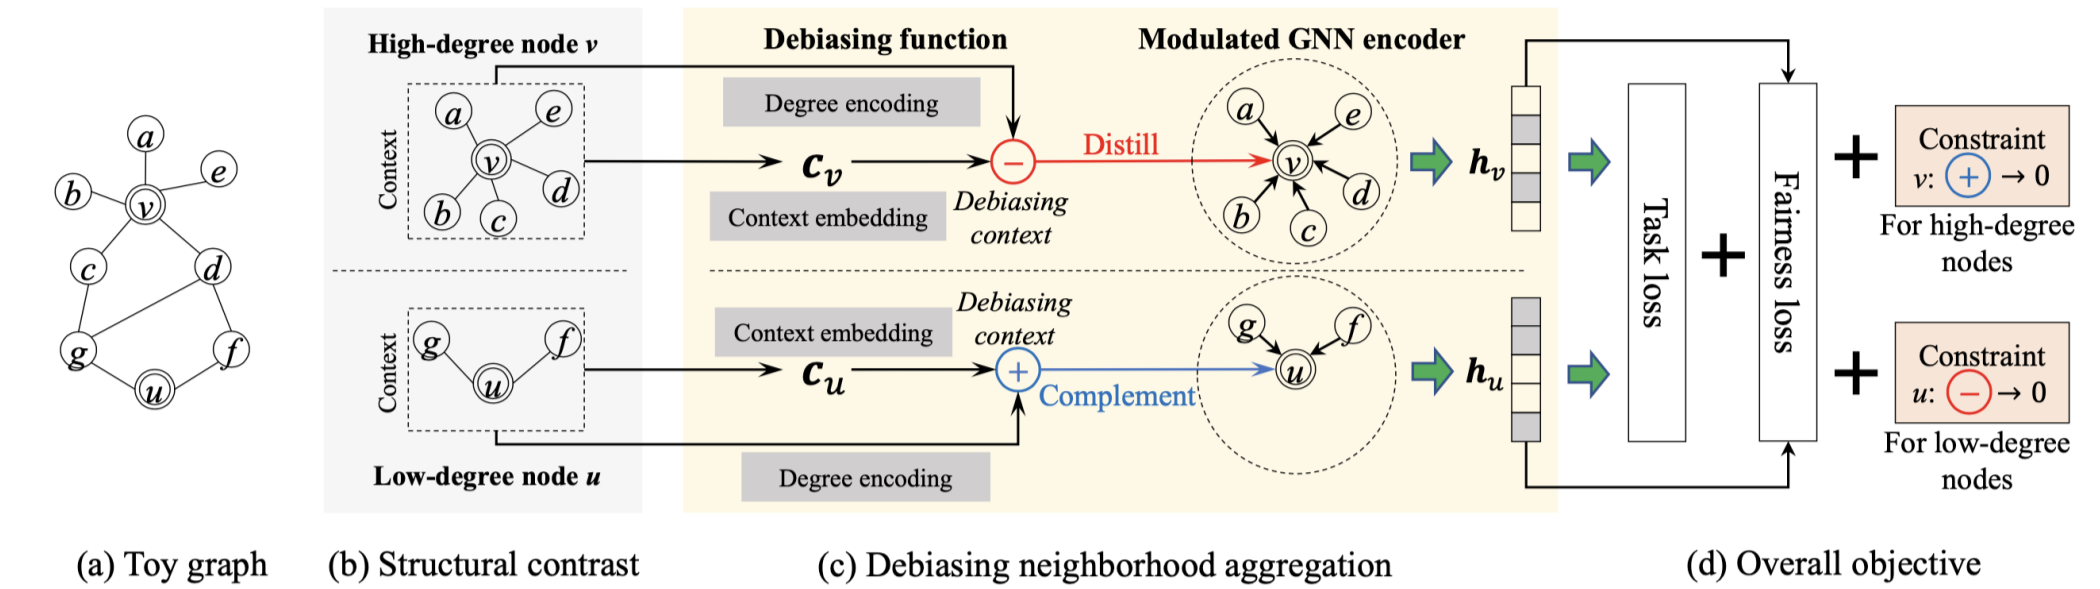 a
b
e
v
c
d
g
f
u
(a) Toy graph
High-degree node v
Context
a
e
v
d
b
c
Context
g
f
u
Low-degree node u
(b) Structural contrast
Debiasing function
Modulated GNN encoder
Degree encoding
c_v
−
Distill
Context embedding
Debiasing
context
a
e
v
d
b
c
h_v
Context embedding
Debiasing
context
c_u
+
Complement
Degree encoding
g
f
u
h_u
(c) Debiasing neighborhood aggregation
Task loss
+
Fairness loss
+
Constraint
v: + → 0
For high-degree
nodes
+
Constraint
u: − → 0
For low-degree
nodes
(d) Overall objective